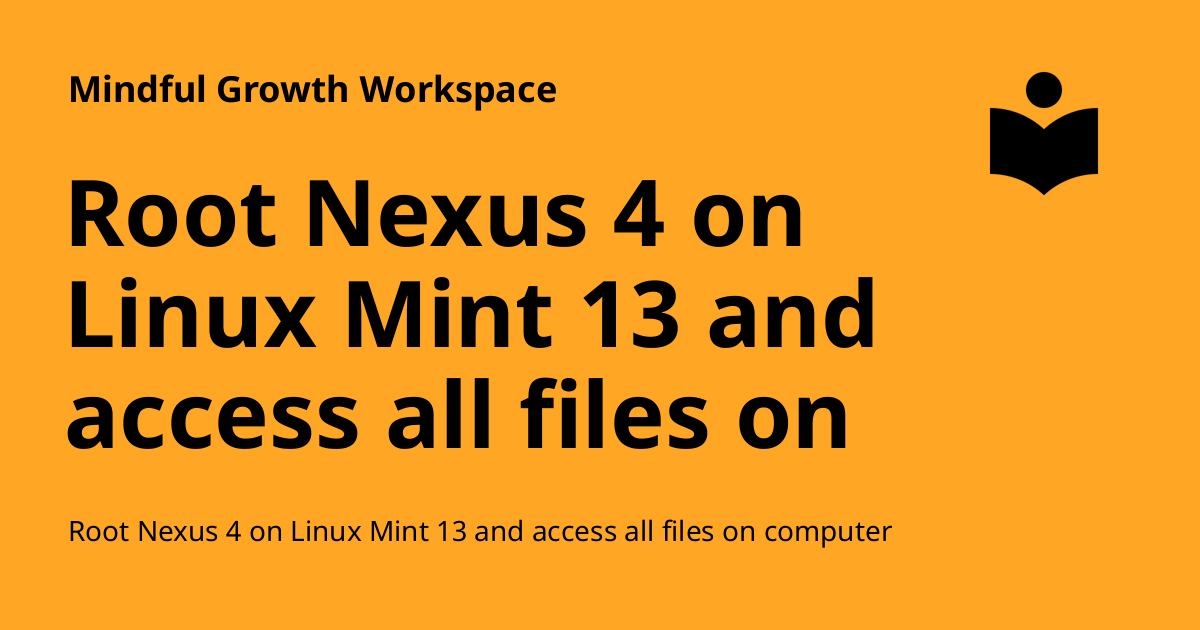 Mindful Growth Workspace
Root Nexus 4 on
Linux Mint 13 and
access all files on
Root Nexus 4 on Linux Mint 13 and access all files on computer